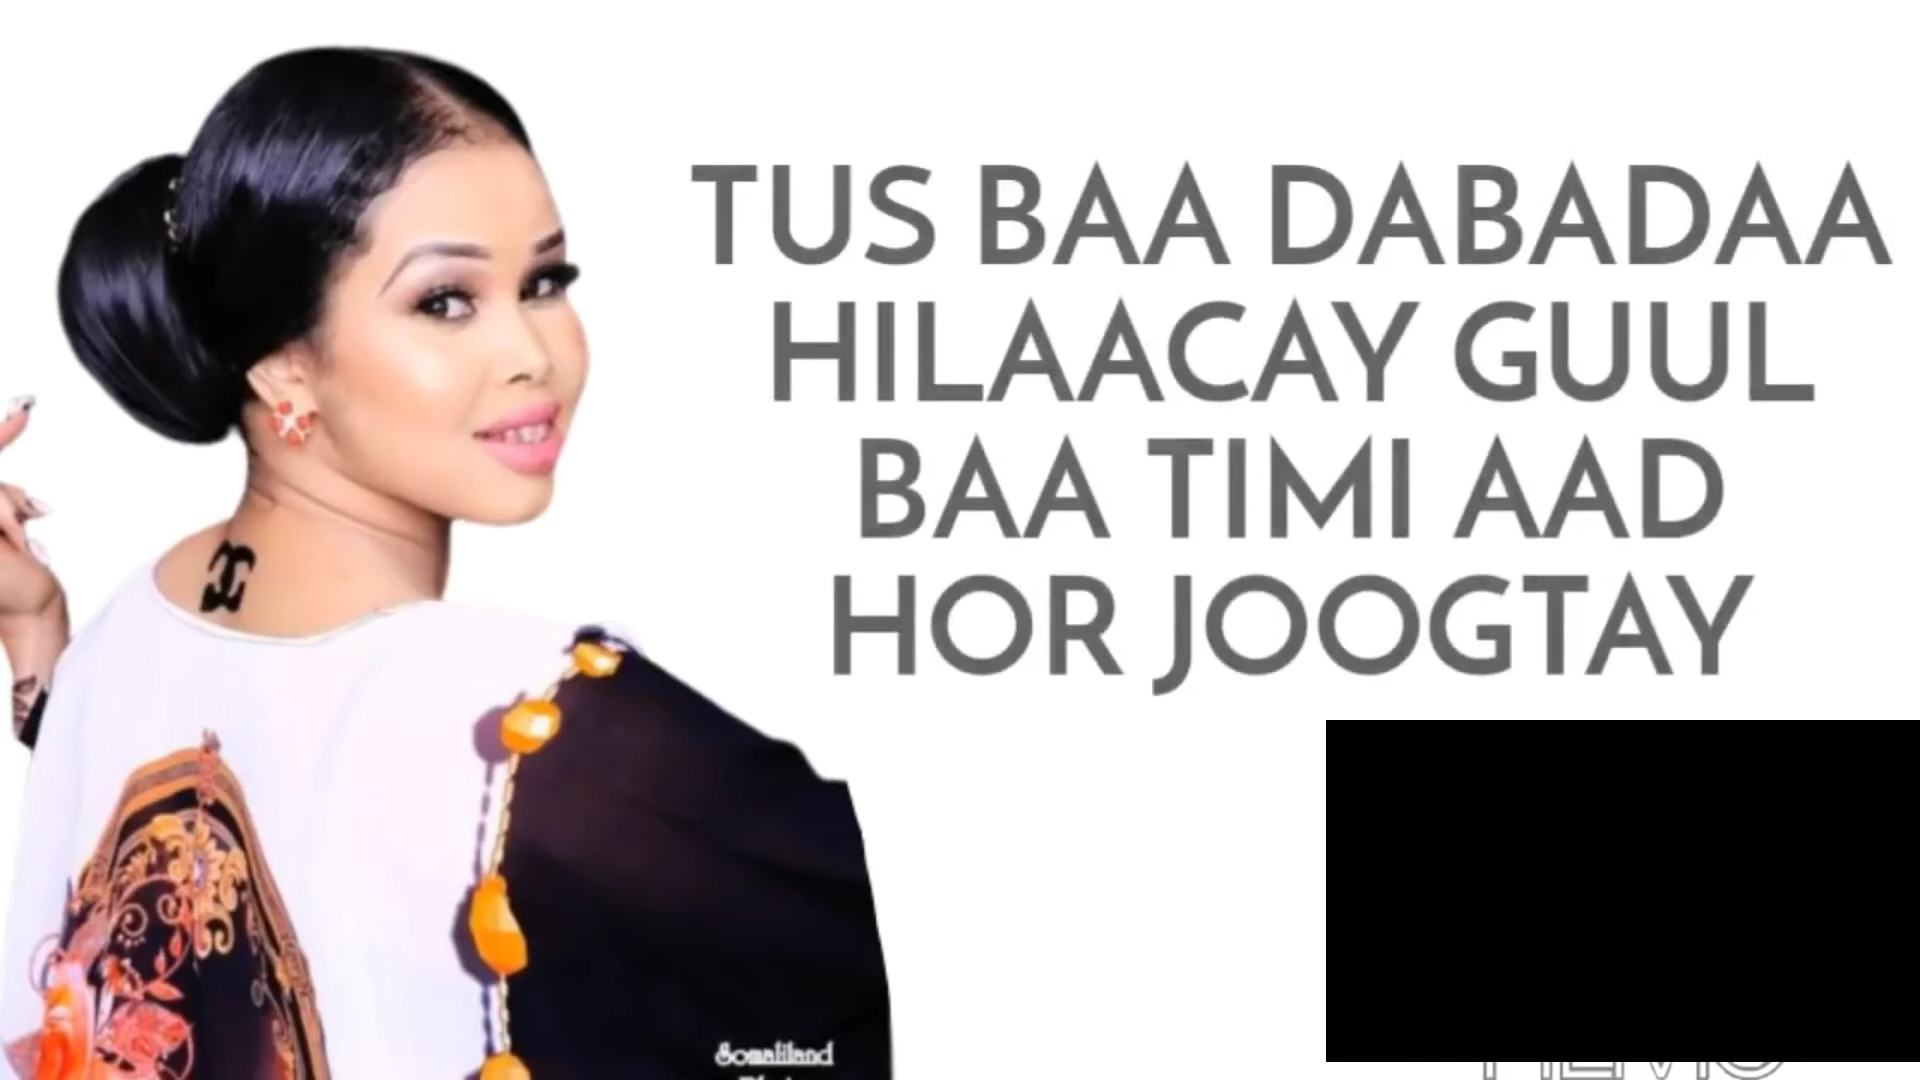 TUS BAA DABADAA
HILAACAY GUUL
BAA TIMI AAD
HOR JOOGTAY
Somaliland